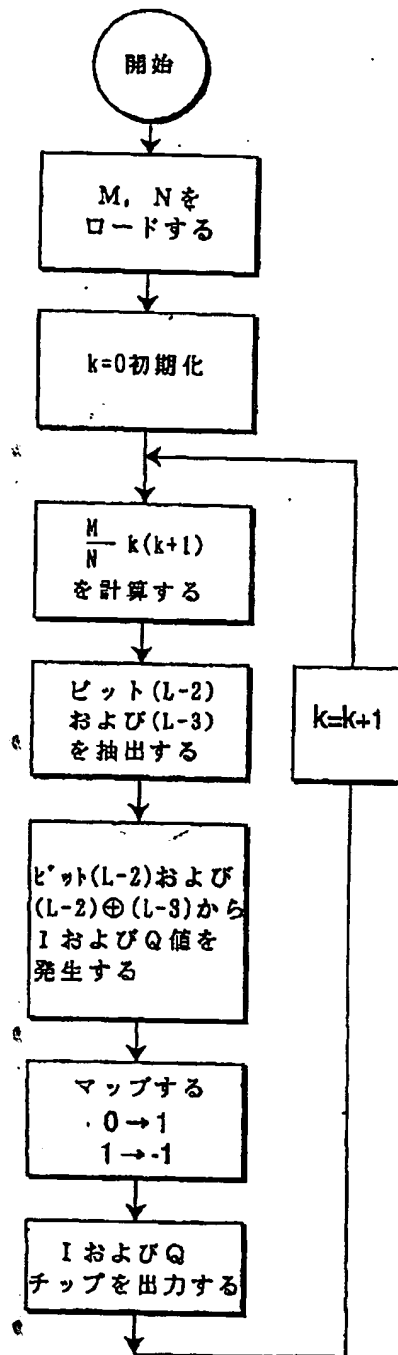 開始
M, Nを
ロードする
k=0初期化
M
N k(k+1)
を計算する
ビット(L-2)
および(L-3)
を抽出する
k=k+1
ビット(L-2)および
(L-2)⊕(L-3)から
IおよびQ値を
発生する
マップする
0→1
1→-1
IおよびQ
チップを出力する